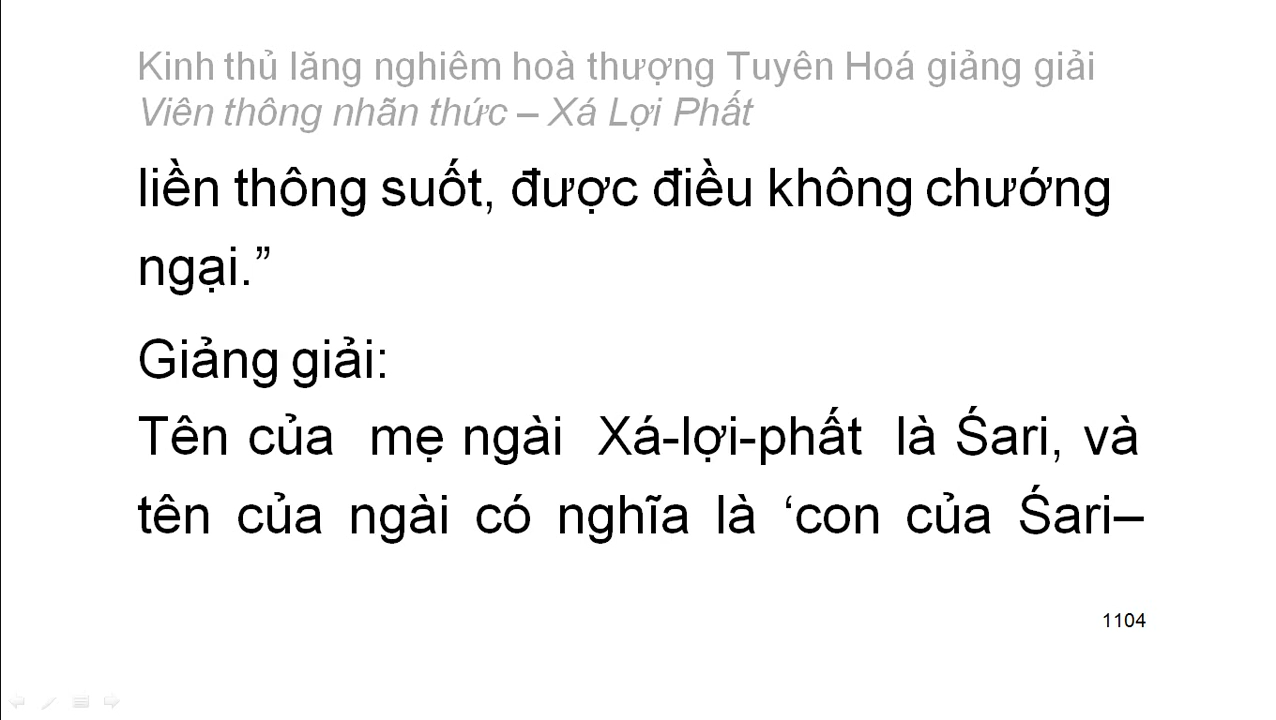 Kinh thủ lăng nghiêm hoà thượng Tuyên Hoá giảng giải
Viên thông nhãn thức – Xá Lợi Phất
liền thông suốt, được điều không chướng
ngại.”
Giảng giải:
Tên của mẹ ngài Xá-lợi-phất là Śari, và
tên của ngài có nghĩa là ‘con của Śari–
1104